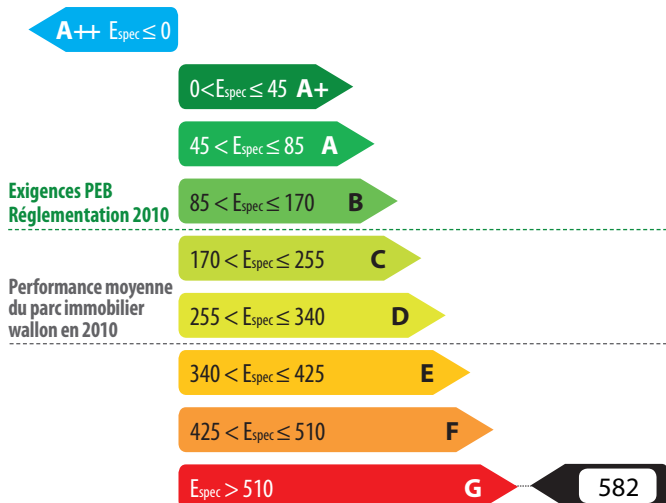 A++ Espec ≤ 0
0<Espec ≤ 45 A+
45 < Espec ≤ 85 A
Exigences PEB
Réglementation 2010
85 < Espec ≤ 170 B
170 < Espec ≤ 255 C
Performance moyenne
du parc immobilier
wallon en 2010
255 < Espec ≤ 340 D
340 < Espec ≤ 425 E
425 < Espec ≤ 510 F
Espec > 510 G 582